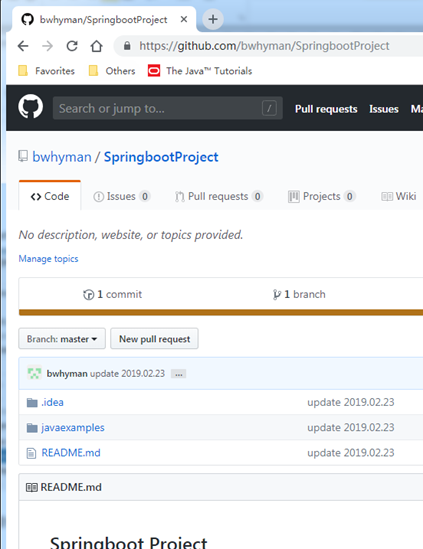 bwhyman/SpringbootProject
https://github.com/bwhyman/SpringbootProject
Favorites Others The Java™ Tutorials
Search or jump to... / Pull requests Issues Ma
bwhyman / SpringbootProject
Code Issues 0 Pull requests 0 Projects 0 Wiki
No description, website, or topics provided.
Manage topics
1 commit 1 branch
Branch: master New pull request
bwhyman update 2019.02.23 ...
.idea update 2019.02.23
javaexamples update 2019.02.23
README.md update 2019.02.23
README.md
Springboot Project